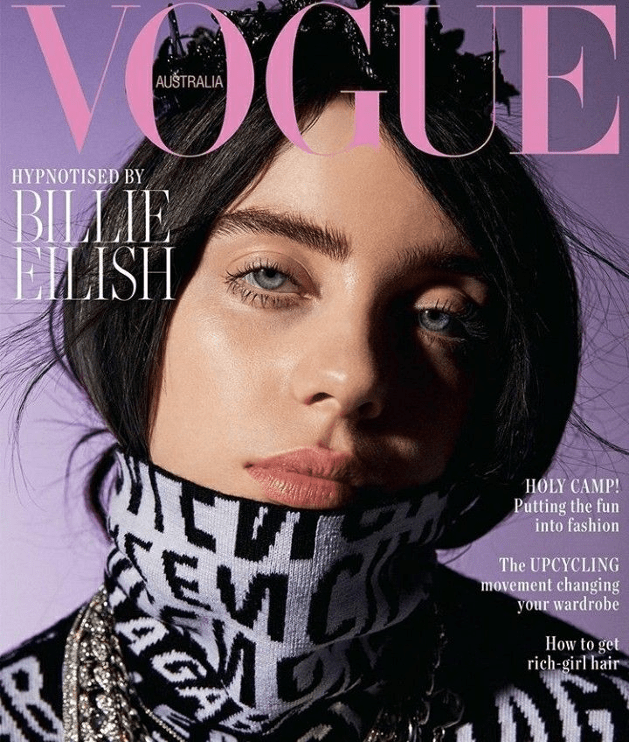 VOGUE
AUSTRALIA
HYPNOTISED BY
BILLIE
EILISH
HOLY CAMP!
Putting the fun
into fashion
The UPCYCLING
movement changing
your wardrobe
How to get
rich-girl hair